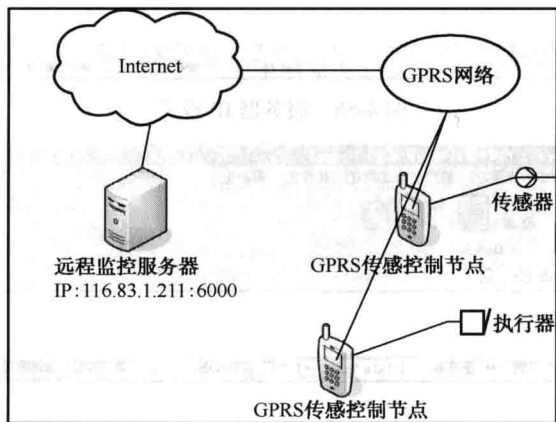 Internet
GPRS网络
传感器
远程监控服务器
IP:116.83.1.211:6000
GPRS传感控制节点
执行器
GPRS传感控制节点